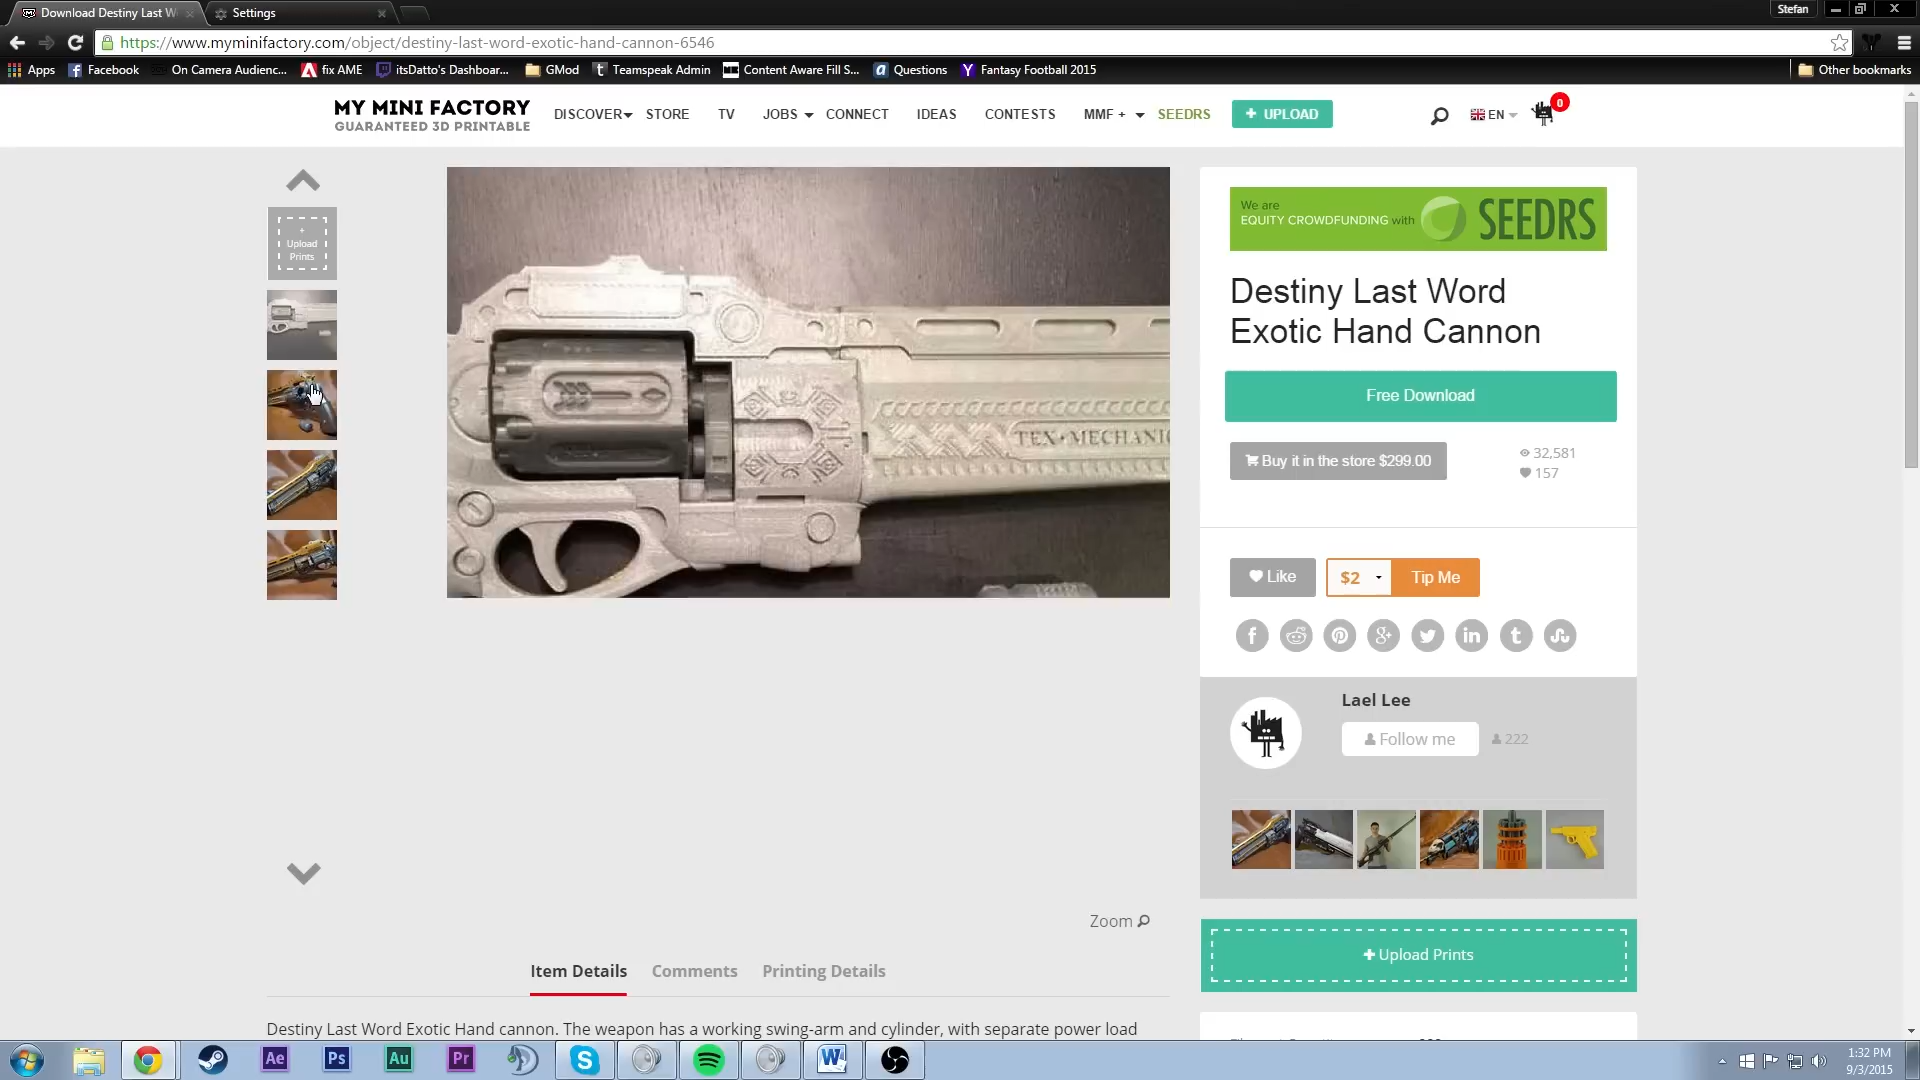 Download Destiny Last W
Settings
Stefan
https://www.myminifactory.com/object/destiny-last-word-exotic-hand-cannon-6546
Apps
Facebook
On Camera Audienc...
fix AME
itsDatto's Dashboar...
GMod
Teamspeak Admin
Content Aware Fill S...
Questions
Fantasy Football 2015
Other bookmarks
MY MINI FACTORY
GUARANTEED 3D PRINTABLE
DISCOVER
STORE
TV
JOBS
CONNECT
IDEAS
CONTESTS
MMF +
SEEDRS
+ UPLOAD
EN
0
+
Upload
Prints
TEX • MECHANIC
We are
EQUITY CROWDFUNDING with
SEEDRS
Destiny Last Word
Exotic Hand Cannon
Free Download
Buy it in the store $299.00
32,581
157
Like
$2
Tip Me
Lael Lee
Follow me
222
Zoom
+ Upload Prints
Item Details
Comments
Printing Details
Destiny Last Word Exotic Hand cannon. The weapon has a working swing-arm and cylinder, with separate power load
Ae
Ps
Au
Pr
1:32 PM
9/3/2015